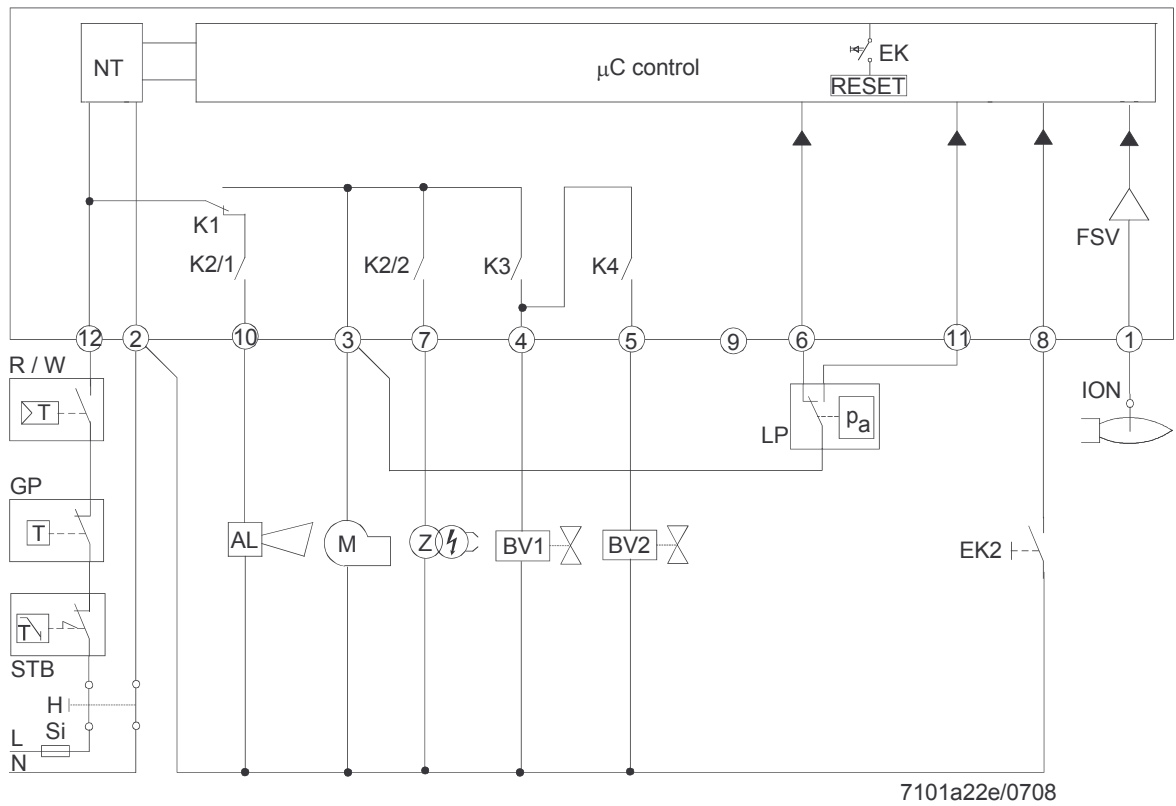 NT
μC control
EK
RESET
K1
K2/1
K2/2
K3
K4
FSV
12
2
10
3
7
4
5
9
6
11
8
1
R / W
T
GP
T
STB
T
H
Si
L
N
AL
M
Z
BV1
BV2
LP
pa
EK2
ION
7101a22e/0708